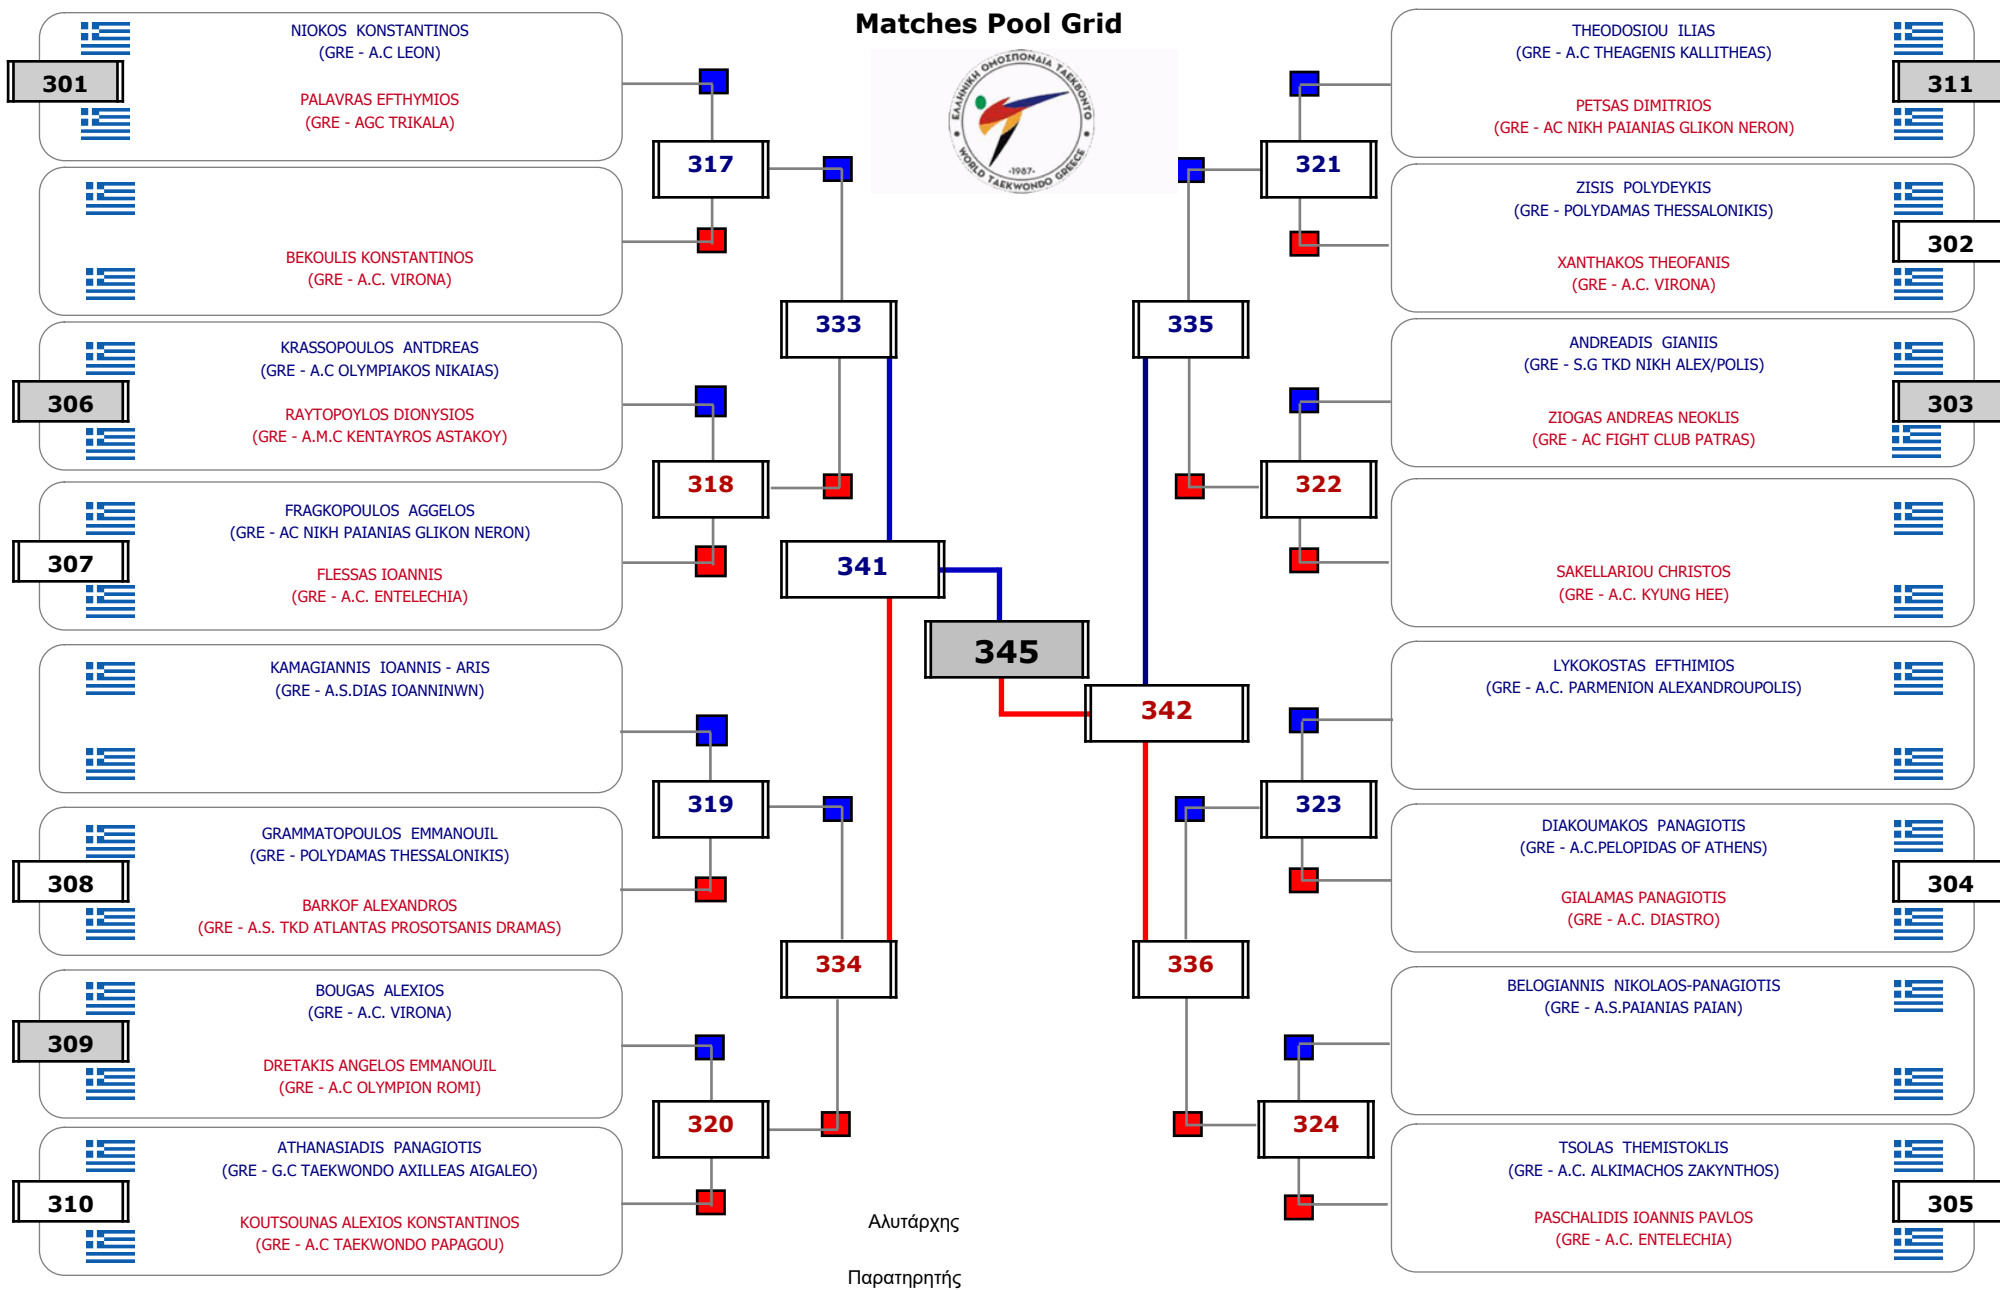 Matches Pool Grid
ΕΛΛΗΝΙΚΗ ΟΜΟΣΠΟΝΔΙΑ ΤΑΕΚΒΟΝΤΟ
-1987-
WORLD TAEKWONDO GREECE
NIOKOS KONSTANTINOS
(GRE - A.C LEON)
301
PALAVRAS EFTHYMIOS
(GRE - AGC TRIKALA)
BEKOULIS KONSTANTINOS
(GRE - A.C. VIRONA)
KRASSOPOULOS ANTDREAS
(GRE - A.C OLYMPIAKOS NIKAIAS)
306
RAYTOPOYLOS DIONYSIOS
(GRE - A.M.C KENTAYROS ASTAKOY)
FRAGKOPOULOS AGGELOS
(GRE - AC NIKH PAIANIAS GLIKON NERON)
307
FLESSAS IOANNIS
(GRE - A.C. ENTELECHIA)
KAMAGIANNIS IOANNIS - ARIS
(GRE - A.S.DIAS IOANNINWN)
GRAMMATOPOULOS EMMANOUIL
(GRE - POLYDAMAS THESSALONIKIS)
308
BARKOF ALEXANDROS
(GRE - A.S. TKD ATLANTAS PROSOTSANIS DRAMAS)
BOUGAS ALEXIOS
(GRE - A.C. VIRONA)
309
DRETAKIS ANGELOS EMMANOUIL
(GRE - A.C OLYMPION ROMI)
ATHANASIADIS PANAGIOTIS
(GRE - G.C TAEKWONDO AXILLEAS AIGALEO)
310
KOUTSOUNAS ALEXIOS KONSTANTINOS
(GRE - A.C TAEKWONDO PAPAGOU)
317
318
319
320
333
334
341
345
342
335
336
321
322
323
324
THEODOSIOU ILIAS
(GRE - A.C THEAGENIS KALLITHEAS)
311
PETSAS DIMITRIOS
(GRE - AC NIKH PAIANIAS GLIKON NERON)
ZISIS POLYDEYKIS
(GRE - POLYDAMAS THESSALONIKIS)
302
XANTHAKOS THEOFANIS
(GRE - A.C. VIRONA)
ANDREADIS GIANIIS
(GRE - S.G TKD NIKH ALEX/POLIS)
303
ZIOGAS ANDREAS NEOKLIS
(GRE - AC FIGHT CLUB PATRAS)
SAKELLARIOU CHRISTOS
(GRE - A.C. KYUNG HEE)
LYKOKOSTAS EFTHIMIOS
(GRE - A.C. PARMENION ALEXANDROUPOLIS)
DIAKOUMAKOS PANAGIOTIS
(GRE - A.C.PELOPIDAS OF ATHENS)
304
GIALAMAS PANAGIOTIS
(GRE - A.C. DIASTRO)
BELOGIANNIS NIKOLAOS-PANAGIOTIS
(GRE - A.S.PAIANIAS PAIAN)
TSOLAS THEMISTOKLIS
(GRE - A.C. ALKIMACHOS ZAKYNTHOS)
305
PASCHALIDIS IOANNIS PAVLOS
(GRE - A.C. ENTELECHIA)
Αλυτάρχης
Παρατηρητής